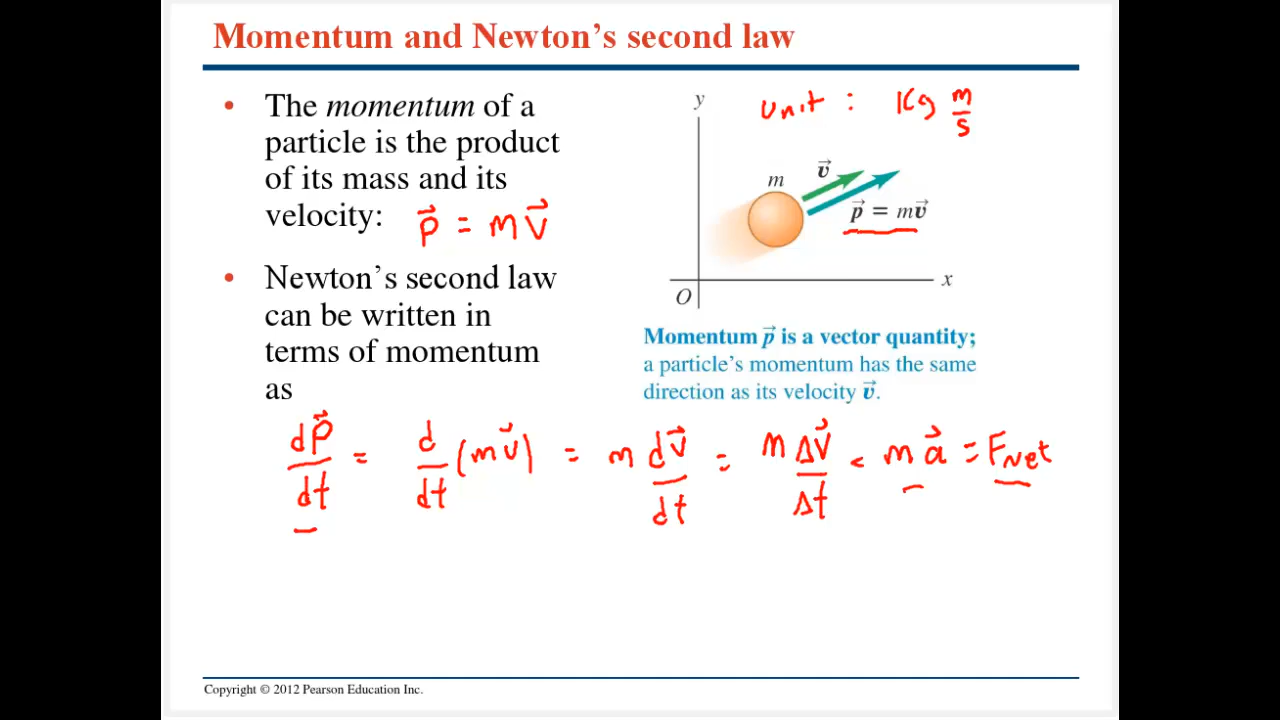 Momentum and Newton's second law
• The momentum of a
particle is the product
of its mass and its
velocity: p⃗ = m v⃗
• Newton's second law
can be written in
terms of momentum
as
dp⃗/dt = d/dt (m v⃗) = m dv⃗/dt = m Δv⃗/Δt = m a⃗ = FNet
unit : Kg m/s
y
m
v⃗
p⃗ = mv⃗
x
O
Momentum p⃗ is a vector quantity;
a particle's momentum has the same
direction as its velocity v⃗.
Copyright © 2012 Pearson Education Inc.